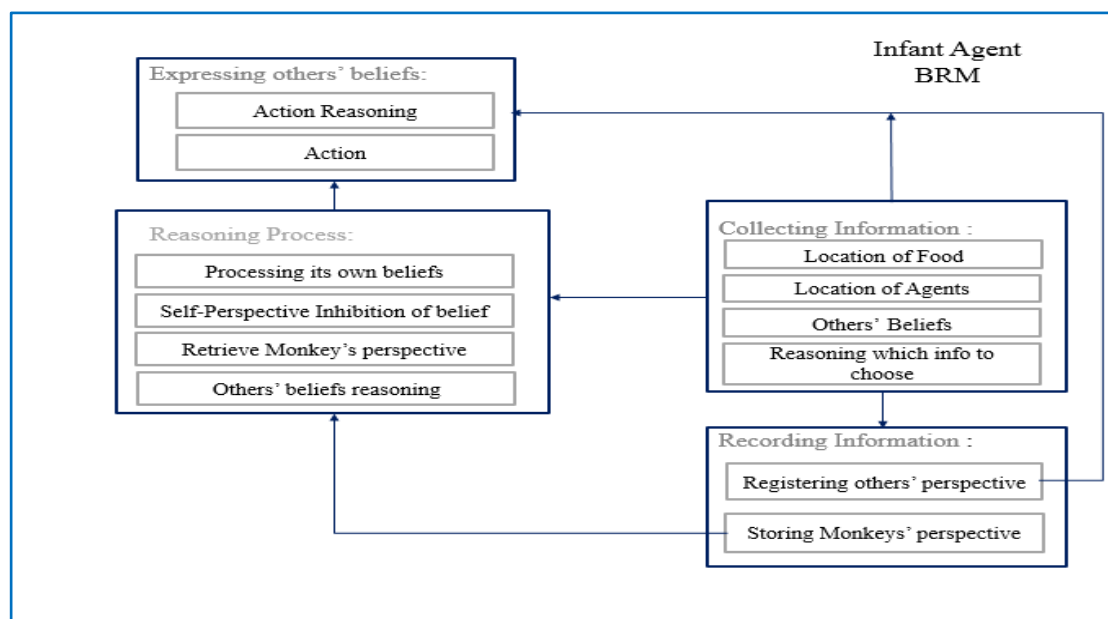 Infant Agent
BRM
Expressing others' beliefs:
Action Reasoning
Action
Reasoning Process:
Processing its own beliefs
Self-Perspective Inhibition of belief
Retrieve Monkey's perspective
Others' beliefs reasoning
Collecting Information :
Location of Food
Location of Agents
Others' Beliefs
Reasoning which info to
choose
Recording Information :
Registering others' perspective
Storing Monkeys' perspective